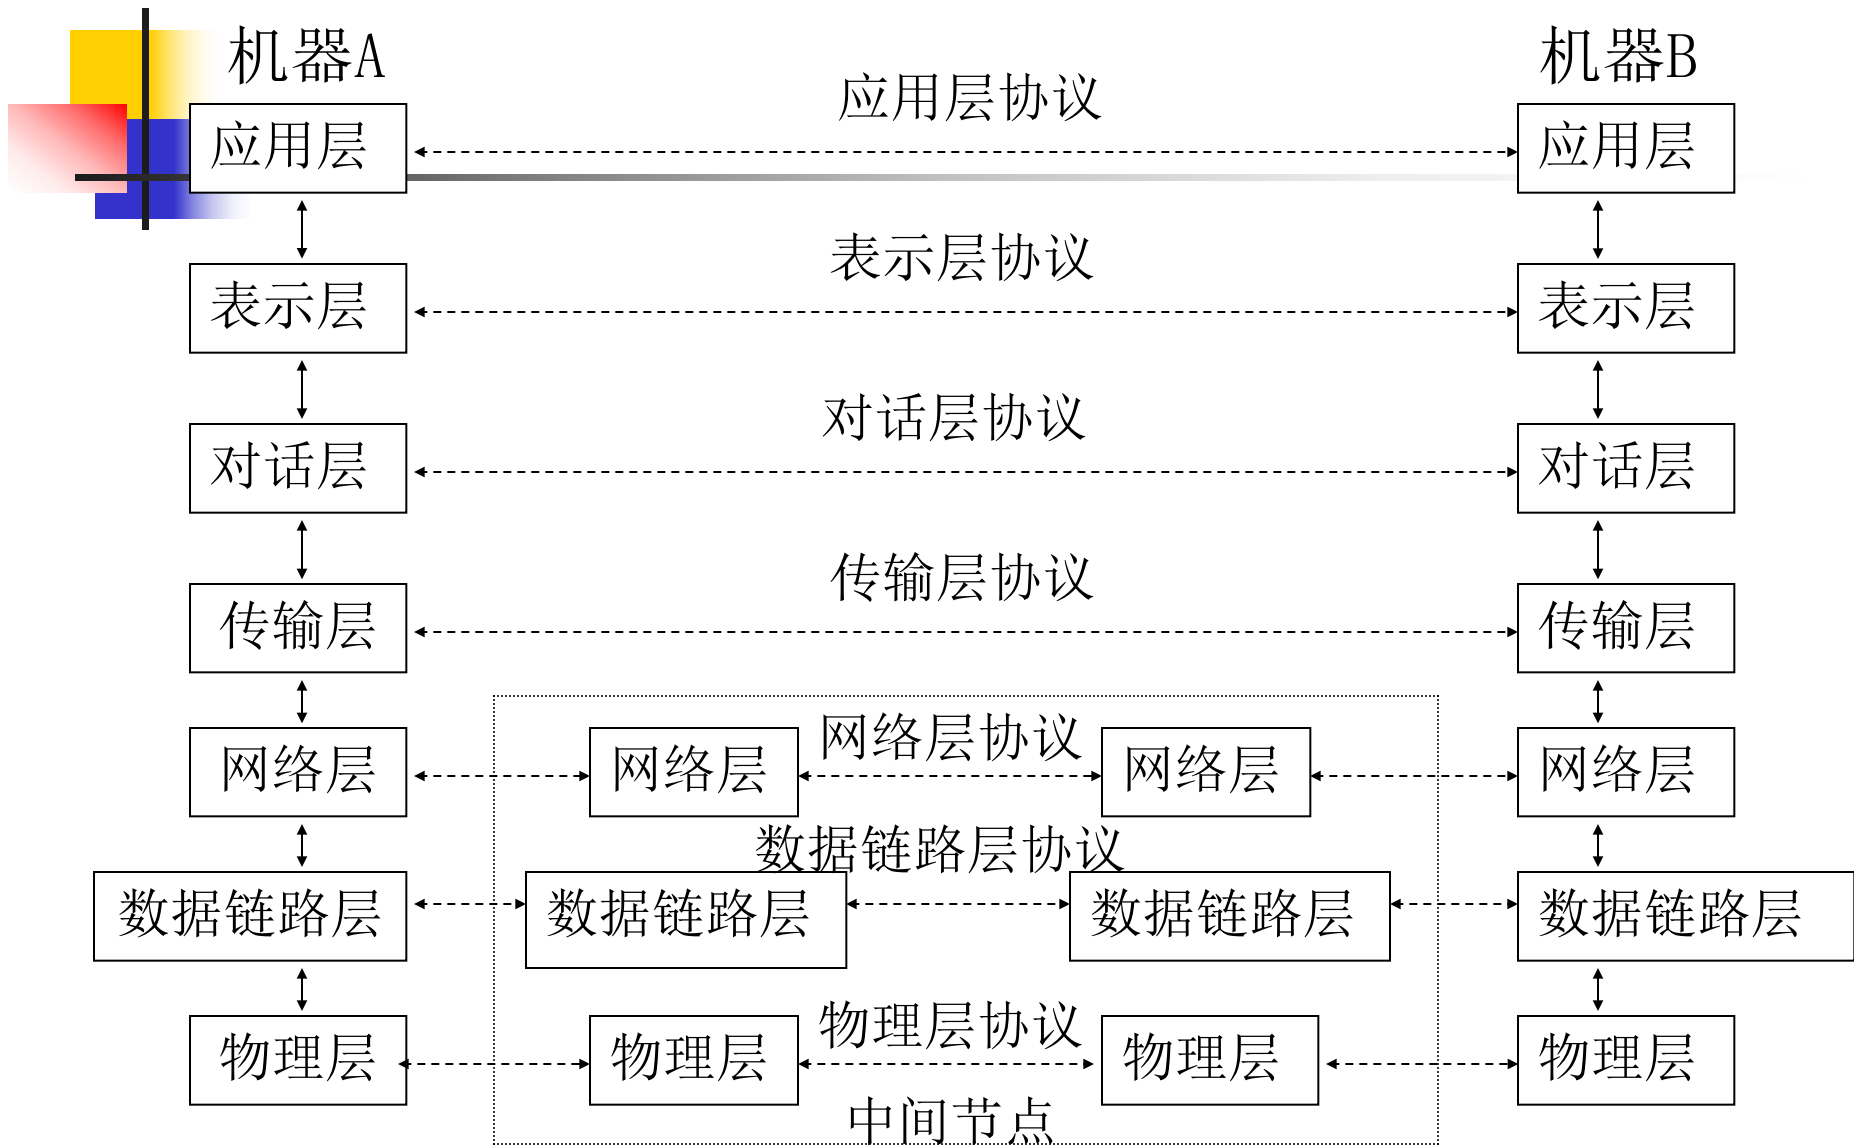 机器A
机器B
应用层协议
应用层
应用层
表示层协议
表示层
表示层
对话层协议
对话层
对话层
传输层协议
传输层
传输层
网络层协议
网络层
网络层
网络层
网络层
数据链路层协议
数据链路层
数据链路层
数据链路层
数据链路层
物理层协议
物理层
物理层
物理层
物理层
中间节点